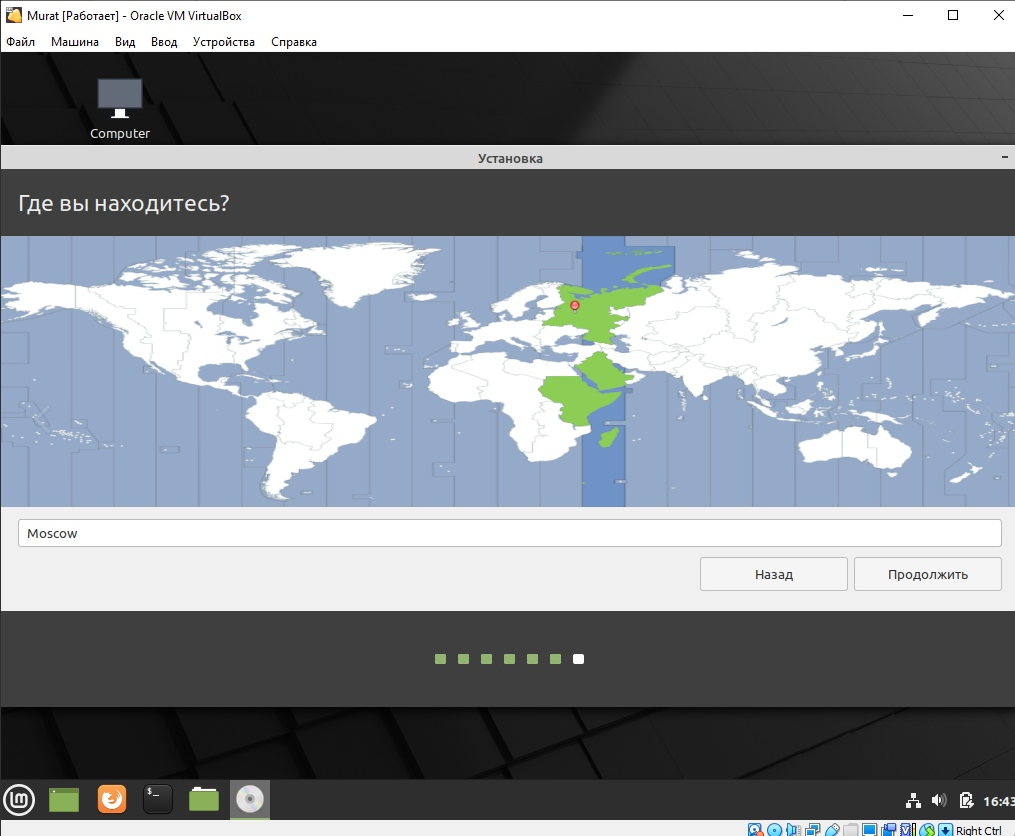 Murat [Работает] - Oracle VM VirtualBox
Файл Машина Вид Ввод Устройства Справка
Computer
Установка
Где вы находитесь?
Moscow
Назад Продолжить
16:43
Right Ctrl